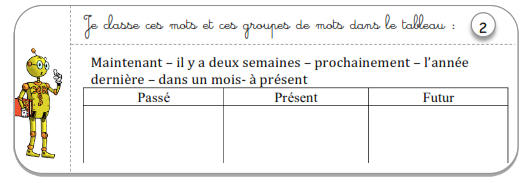 Je classe ces mots et ces groupes de mots dans le tableau :
2
Maintenant – il y a deux semaines – prochainement – l'année
dernière – dans un mois- à présent
Passé Présent Futur